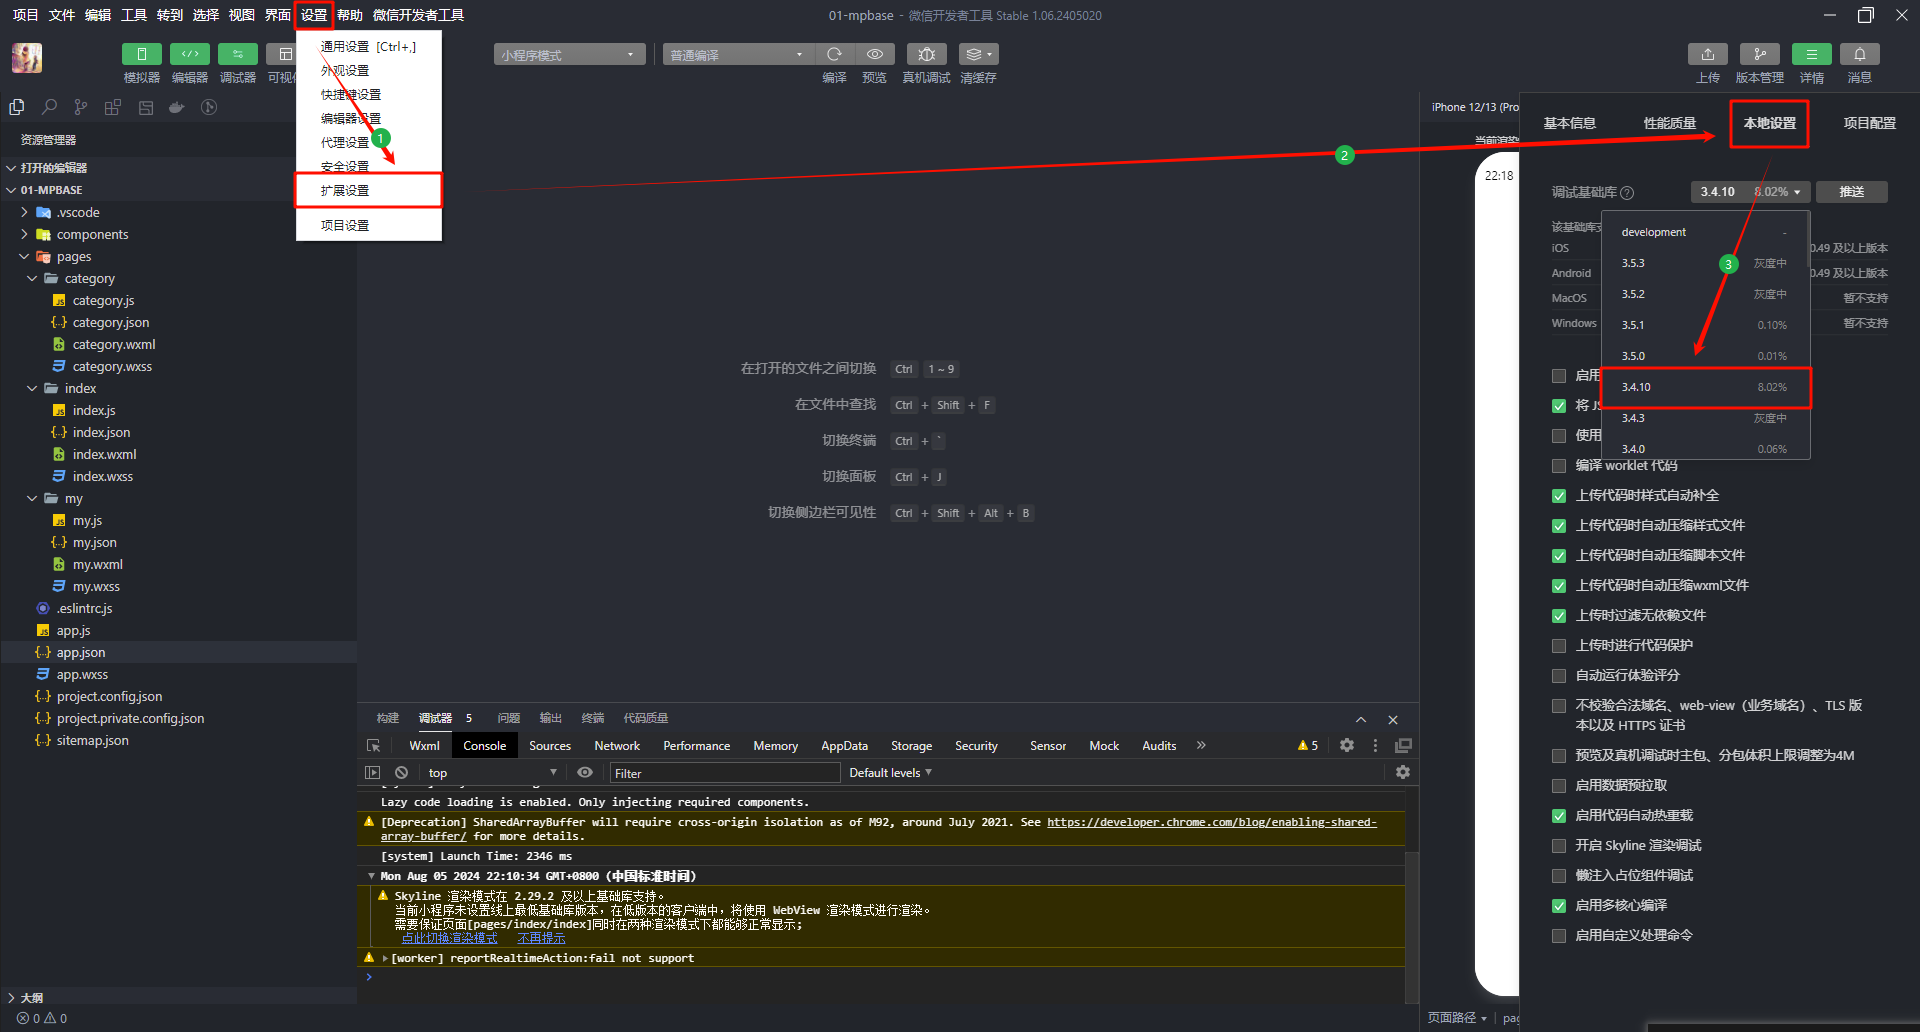 项目 文件 编辑 工具 转到 选择 视图 界面 设置 帮助 微信开发者工具
01-mpbase - 微信开发者工具 Stable 1.06.2405020
模拟器 编辑器 调试器
小程序模式
普通编译
编译 预览 真机调试 清缓存
上传 版本管理 详情 消息
通用设置 [Ctrl+,]
外观设置
快捷键设置
编辑器设置
代理设置
安全设置
扩展设置
项目设置
1
2
3
资源管理器
打开的编辑器
01-MPBASE
.vscode
components
pages
category
category.js
category.json
category.wxml
category.wxss
index
index.js
index.json
index.wxml
index.wxss
my
my.js
my.json
my.wxml
my.wxss
.eslintrc.js
app.js
app.json
app.wxss
project.config.json
project.private.config.json
sitemap.json
大纲
0 0
在打开的文件之间切换 Ctrl 1 ~ 9
在文件中查找 Ctrl + Shift + F
切换终端 Ctrl + `
切换面板 Ctrl + J
切换侧边栏可见性 Ctrl + Shift + Alt + B
构建 调试器 5 问题 输出 终端 代码质量
Wxml Console Sources Network Performance Memory AppData Storage Security Sensor Mock Audits » 5
top Filter Default levels
Lazy code loading is enabled. Only injecting required components.
[Deprecation] SharedArrayBuffer will require cross-origin isolation as of M92, around July 2021. See https://developer.chrome.com/blog/enabling-shared-
array-buffer/ for more details.
[system] Launch Time: 2346 ms
Mon Aug 05 2024 22:10:34 GMT+0800 (中国标准时间)
Skyline 渲染模式在 2.29.2 及以上基础库支持。
当前小程序未设置线上最低基础库版本，在低版本的客户端中，将使用 WebView 渲染模式进行渲染。
需要保证页面[pages/index/index]同时在两种渲染模式下都能够正常显示;
点此切换渲染模式 不再提示
[worker] reportRealtimeAction:fail not support
iPhone 12/13 (Pro
当前渲染
22:18
页面路径
基本信息 性能质量 本地设置 项目配置
调试基础库 3.4.10 8.02% 推送
该基础库支
iOS 0.49 及以上版本
Android 0.49 及以上版本
MacOS 暂不支持
Windows 暂不支持
development -
3.5.3 灰度中
3.5.2 灰度中
3.5.1 0.10%
3.5.0 0.01%
3.4.10 8.02%
3.4.3 灰度中
3.4.0 0.06%
启用
将 JS
使用
编译 worklet 代码
上传代码时样式自动补全
上传代码时自动压缩样式文件
上传代码时自动压缩脚本文件
上传代码时自动压缩wxml文件
上传时过滤无依赖文件
上传时进行代码保护
自动运行体验评分
不校验合法域名、web-view（业务域名）、TLS 版
本以及 HTTPS 证书
预览及真机调试时主包、分包体积上限调整为4M
启用数据预拉取
启用代码自动热重载
开启 Skyline 渲染调试
懒注入占位组件调试
启用多核心编译
启用自定义处理命令